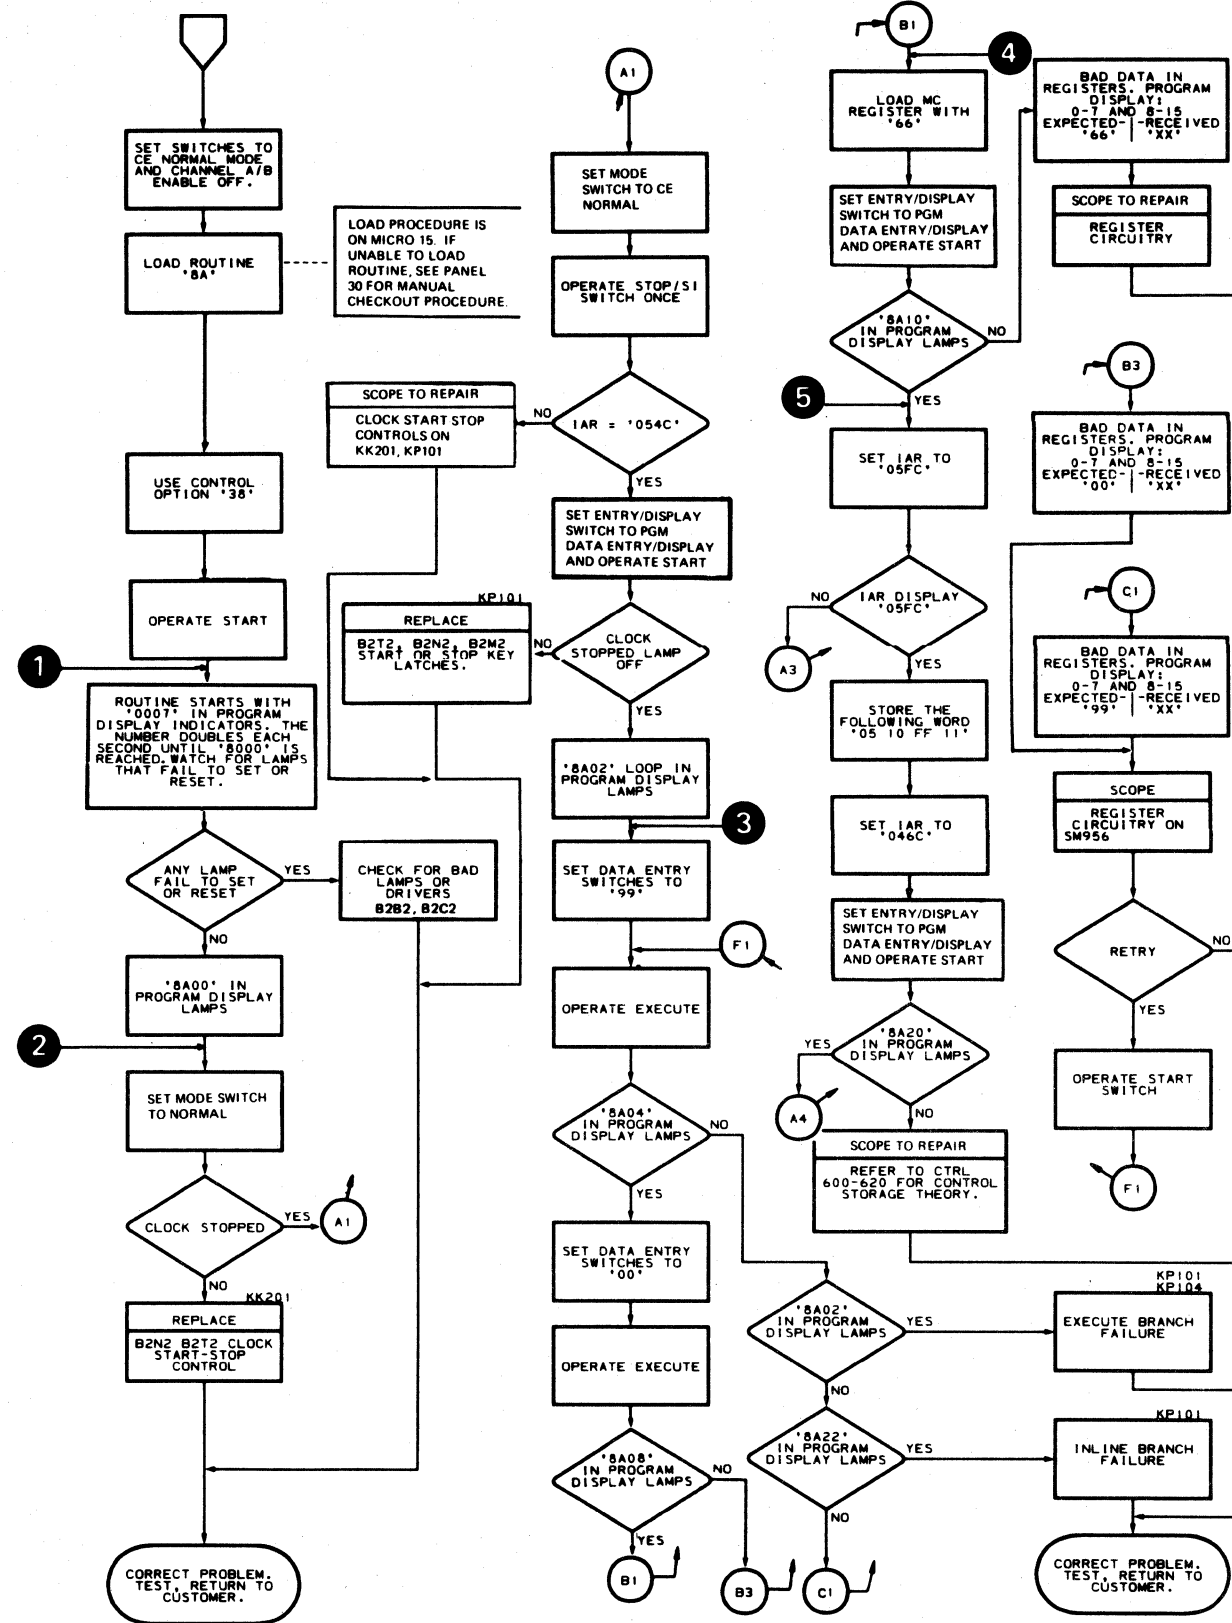 SET SWITCHES TO
CE NORMAL MODE
AND CHANNEL A/B
ENABLE OFF.
LOAD ROUTINE
'8A'
LOAD PROCEDURE IS
ON MICRO 15. IF
UNABLE TO LOAD
ROUTINE, SEE PANEL
30 FOR MANUAL
CHECKOUT PROCEDURE.
USE CONTROL
OPTION '38'
OPERATE START
1
ROUTINE STARTS WITH
'0007' IN PROGRAM
DISPLAY INDICATORS. THE
NUMBER DOUBLES EACH
SECOND UNTIL '8000' IS
REACHED. WATCH FOR LAMPS
THAT FAIL TO SET OR
RESET.
ANY LAMP
FAIL TO SET
OR RESET
YES
NO
CHECK FOR BAD
LAMPS OR
DRIVERS
B2B2, B2C2
'8A00' IN
PROGRAM DISPLAY
LAMPS
2
SET MODE SWITCH
TO NORMAL
CLOCK STOPPED
YES
A1
NO
KK201
REPLACE
B2N2 B2T2 CLOCK
START-STOP
CONTROL
CORRECT PROBLEM.
TEST, RETURN TO
CUSTOMER.
A1
SET MODE
SWITCH TO CE
NORMAL
OPERATE STOP/SI
SWITCH ONCE
IAR = '054C'
NO
YES
SCOPE TO REPAIR
CLOCK START STOP
CONTROLS ON
KK201, KP101
SET ENTRY/DISPLAY
SWITCH TO PGM
DATA ENTRY/DISPLAY
AND OPERATE START
CLOCK
STOPPED LAMP
OFF
NO
YES
KP101
REPLACE
B2T2, B2N2, B2M2
START OR STOP KEY
LATCHES.
'8A02' LOOP IN
PROGRAM DISPLAY
LAMPS
3
SET DATA ENTRY
SWITCHES TO
'99'
F1
OPERATE EXECUTE
'8A04'
IN PROGRAM
DISPLAY LAMPS
NO
YES
SET DATA ENTRY
SWITCHES TO
'00'
OPERATE EXECUTE
'8A08'
IN PROGRAM
DISPLAY LAMPS
NO
YES
B1
B3
B1
4
LOAD MC
REGISTER WITH
'66'
SET ENTRY/DISPLAY
SWITCH TO PGM
DATA ENTRY/DISPLAY
AND OPERATE START
'8A10'
IN PROGRAM
DISPLAY LAMPS
NO
YES
5
SET IAR TO
'05FC'
IAR DISPLAY
'05FC'
NO
A3
YES
STORE THE
FOLLOWING WORD
'05 10 FF 11'
SET IAR TO
'046C'
SET ENTRY/DISPLAY
SWITCH TO PGM
DATA ENTRY/DISPLAY
AND OPERATE START
'8A20'
IN PROGRAM
DISPLAY LAMPS
YES
A4
NO
SCOPE TO REPAIR
REFER TO CTRL
600-620 FOR CONTROL
STORAGE THEORY.
'8A02'
IN PROGRAM
DISPLAY LAMPS
YES
NO
'8A22'
IN PROGRAM
DISPLAY LAMPS
YES
NO
C1
BAD DATA IN
REGISTERS. PROGRAM
DISPLAY:
0-7 AND 8-15
EXPECTED-|-RECEIVED
'66' | 'XX'
SCOPE TO REPAIR
REGISTER
CIRCUITRY
B3
BAD DATA IN
REGISTERS. PROGRAM
DISPLAY:
0-7 AND 8-15
EXPECTED-|-RECEIVED
'00' | 'XX'
C1
BAD DATA IN
REGISTERS. PROGRAM
DISPLAY:
0-7 AND 8-15
EXPECTED-|-RECEIVED
'99' | 'XX'
SCOPE
REGISTER
CIRCUITRY ON
SM956
RETRY
NO
YES
OPERATE START
SWITCH
F1
KP101
KP104
EXECUTE BRANCH
FAILURE
KP101
INLINE BRANCH
FAILURE
CORRECT PROBLEM.
TEST, RETURN TO
CUSTOMER.